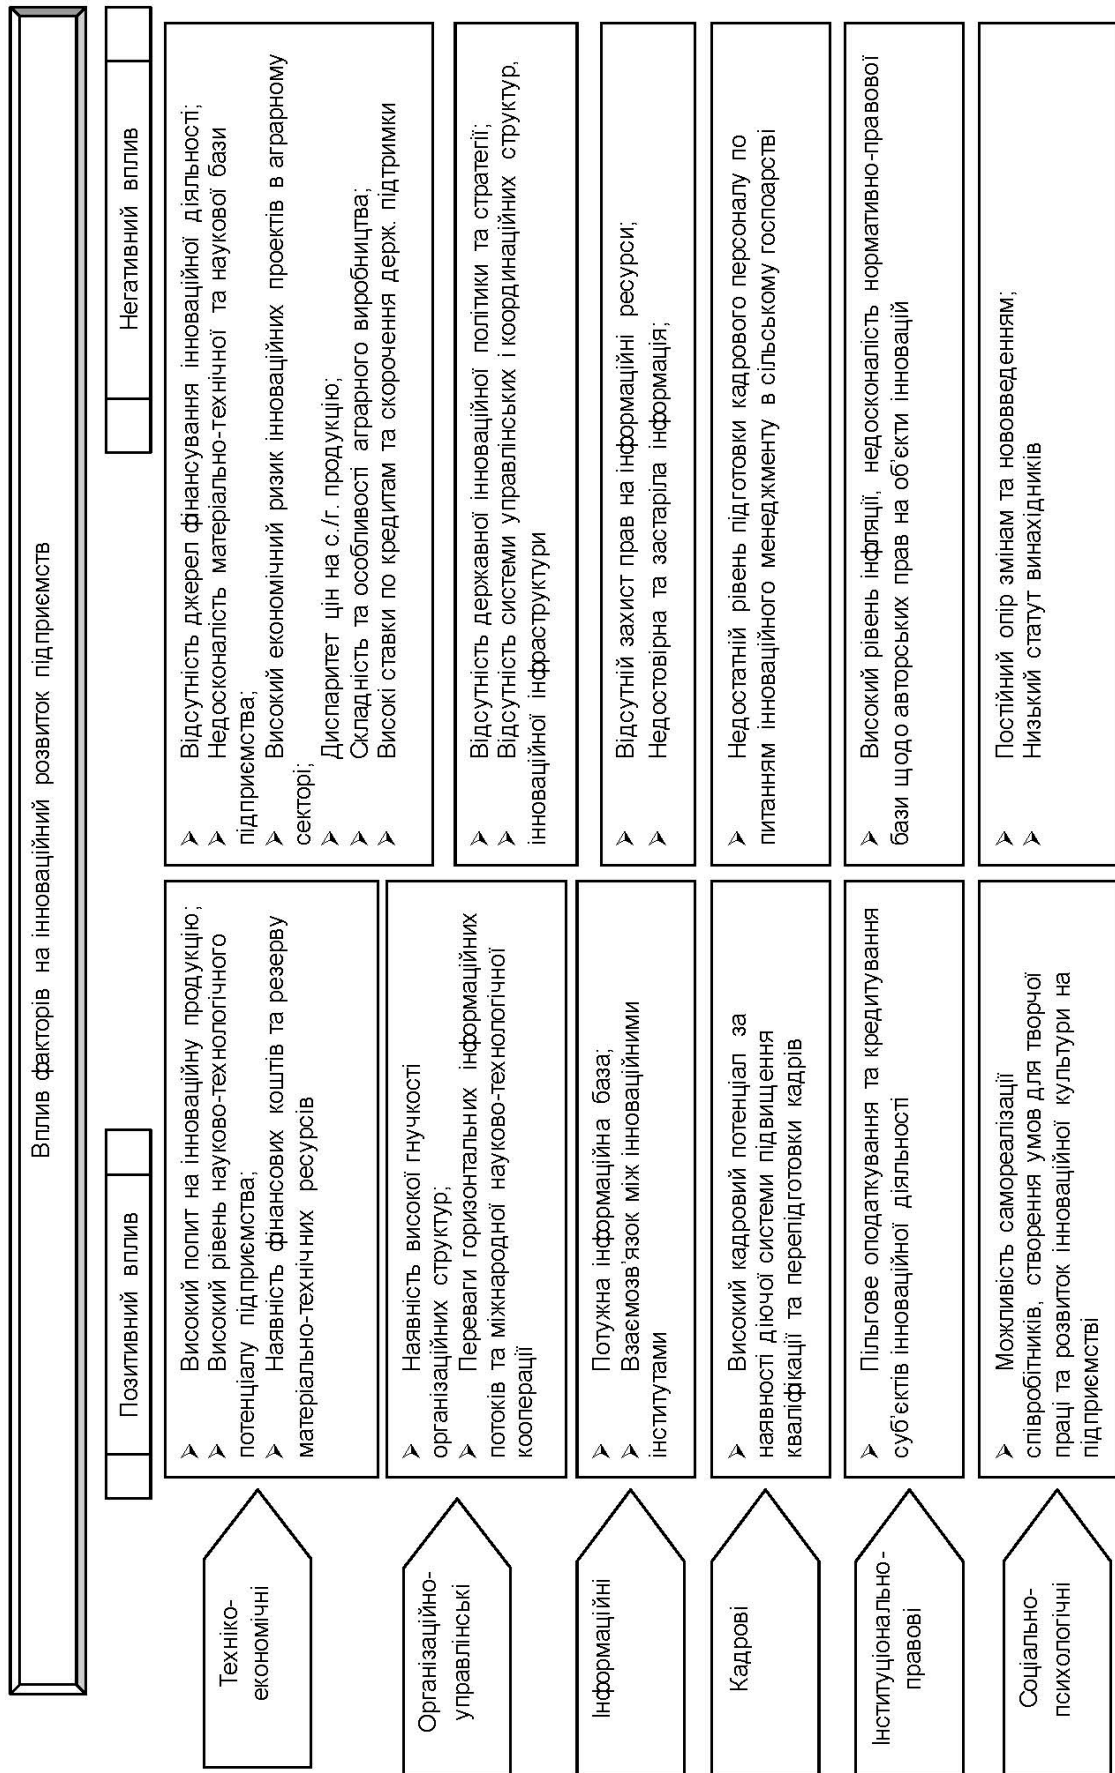 Вплив факторів на інноваційний розвиток підприємств
Позитивний вплив
Негативний вплив
Техніко-
економічні
➢ Високий попит на інноваційну продукцію;
➢ Високий рівень науково-технологічного
потенціалу підприємства;
➢ Наявність фінансових коштів та резерву
матеріально-технічних ресурсів
➢ Відсутність джерел фінансування інноваційної діяльності;
➢ Недосконалість матеріально-технічної та наукової бази
підприємства;
➢ Високий економічний ризик інноваційних проектів в аграрному
секторі;
➢ Диспаритет цін на с./г. продукцію;
➢ Складність та особливості аграрного виробництва;
➢ Високі ставки по кредитам та скорочення держ. підтримки
Організаційно-
управлінські
➢ Наявність високої гнучкості
організаційних структур;
➢ Переваги горизонтальних інформаційних
потоків та міжнародної науково-технологічної
кооперації
➢ Відсутність державної інноваційної політики та стратегії;
➢ Відсутність системи управлінських і координаційних структур,
інноваційної інфраструктури
Інформаційні
➢ Потужна інформаційна база;
➢ Взаємозв'язок між інноваційними
інститутами
➢ Відсутній захист прав на інформаційні ресурси;
➢ Недостовірна та застаріла інформація;
Кадрові
➢ Високий кадровий потенціал за
наявності діючої системи підвищення
кваліфікації та перепідготовки кадрів
➢ Недостатній рівень підготовки кадрового персоналу по
питанням інноваційного менеджменту в сільському госпоарстві
Інституціонально-
правові
➢ Пільгове оподаткування та кредитування
суб'єктів інноваційної діяльності
➢ Високий рівень інфляції, недосконалість нормативно-правової
бази щодо авторських прав на об'єкти інновацій
Соціально-
психологічні
➢ Можливість самореалізації
співробітників, створення умов для творчої
праці та розвиток інноваційної культури на
підприємстві
➢ Постійний опір змінам та нововведенням;
➢ Низький статут винахідників